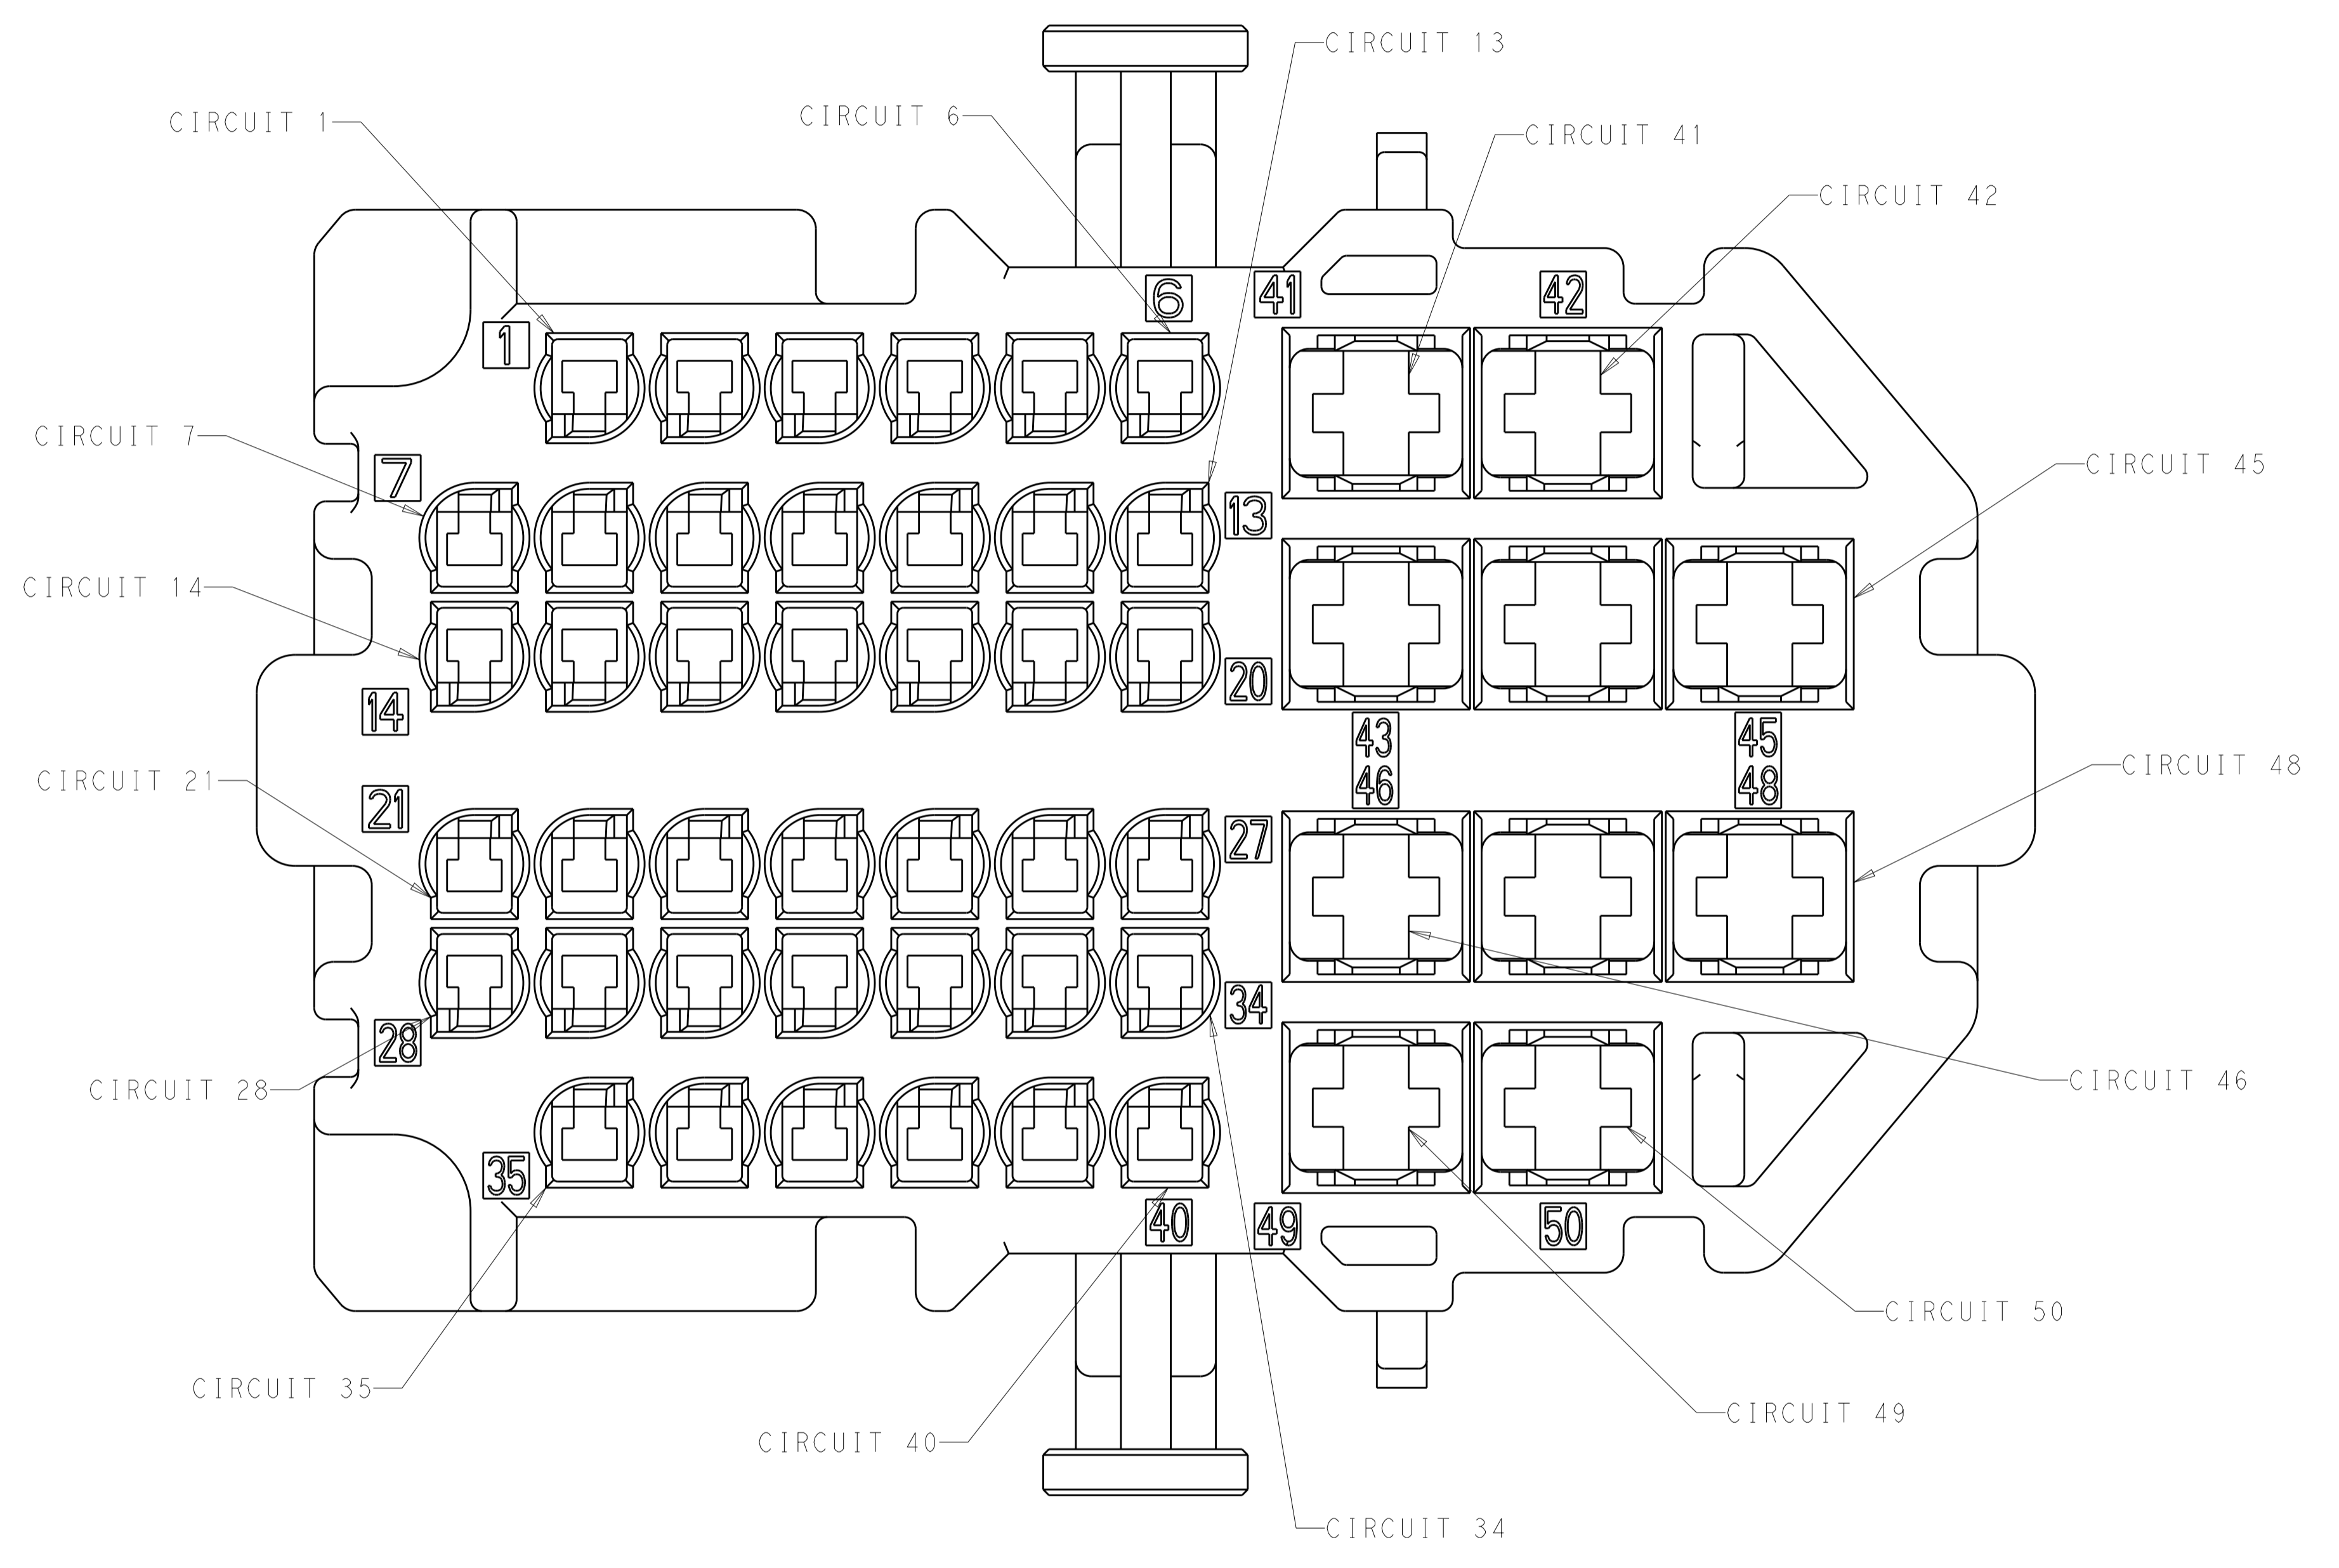 CIRCUIT 13
CIRCUIT 6
CIRCUIT 1
CIRCUIT 41
CIRCUIT 42
6
41
42
1
CIRCUIT 7
CIRCUIT 45
7
13
CIRCUIT 14
20
14
43
45
CIRCUIT 48
CIRCUIT 21
46
48
21
27
34
28
CIRCUIT 28
CIRCUIT 46
35
40
49
50
CIRCUIT 50
CIRCUIT 35
CIRCUIT 49
CIRCUIT 40
CIRCUIT 34